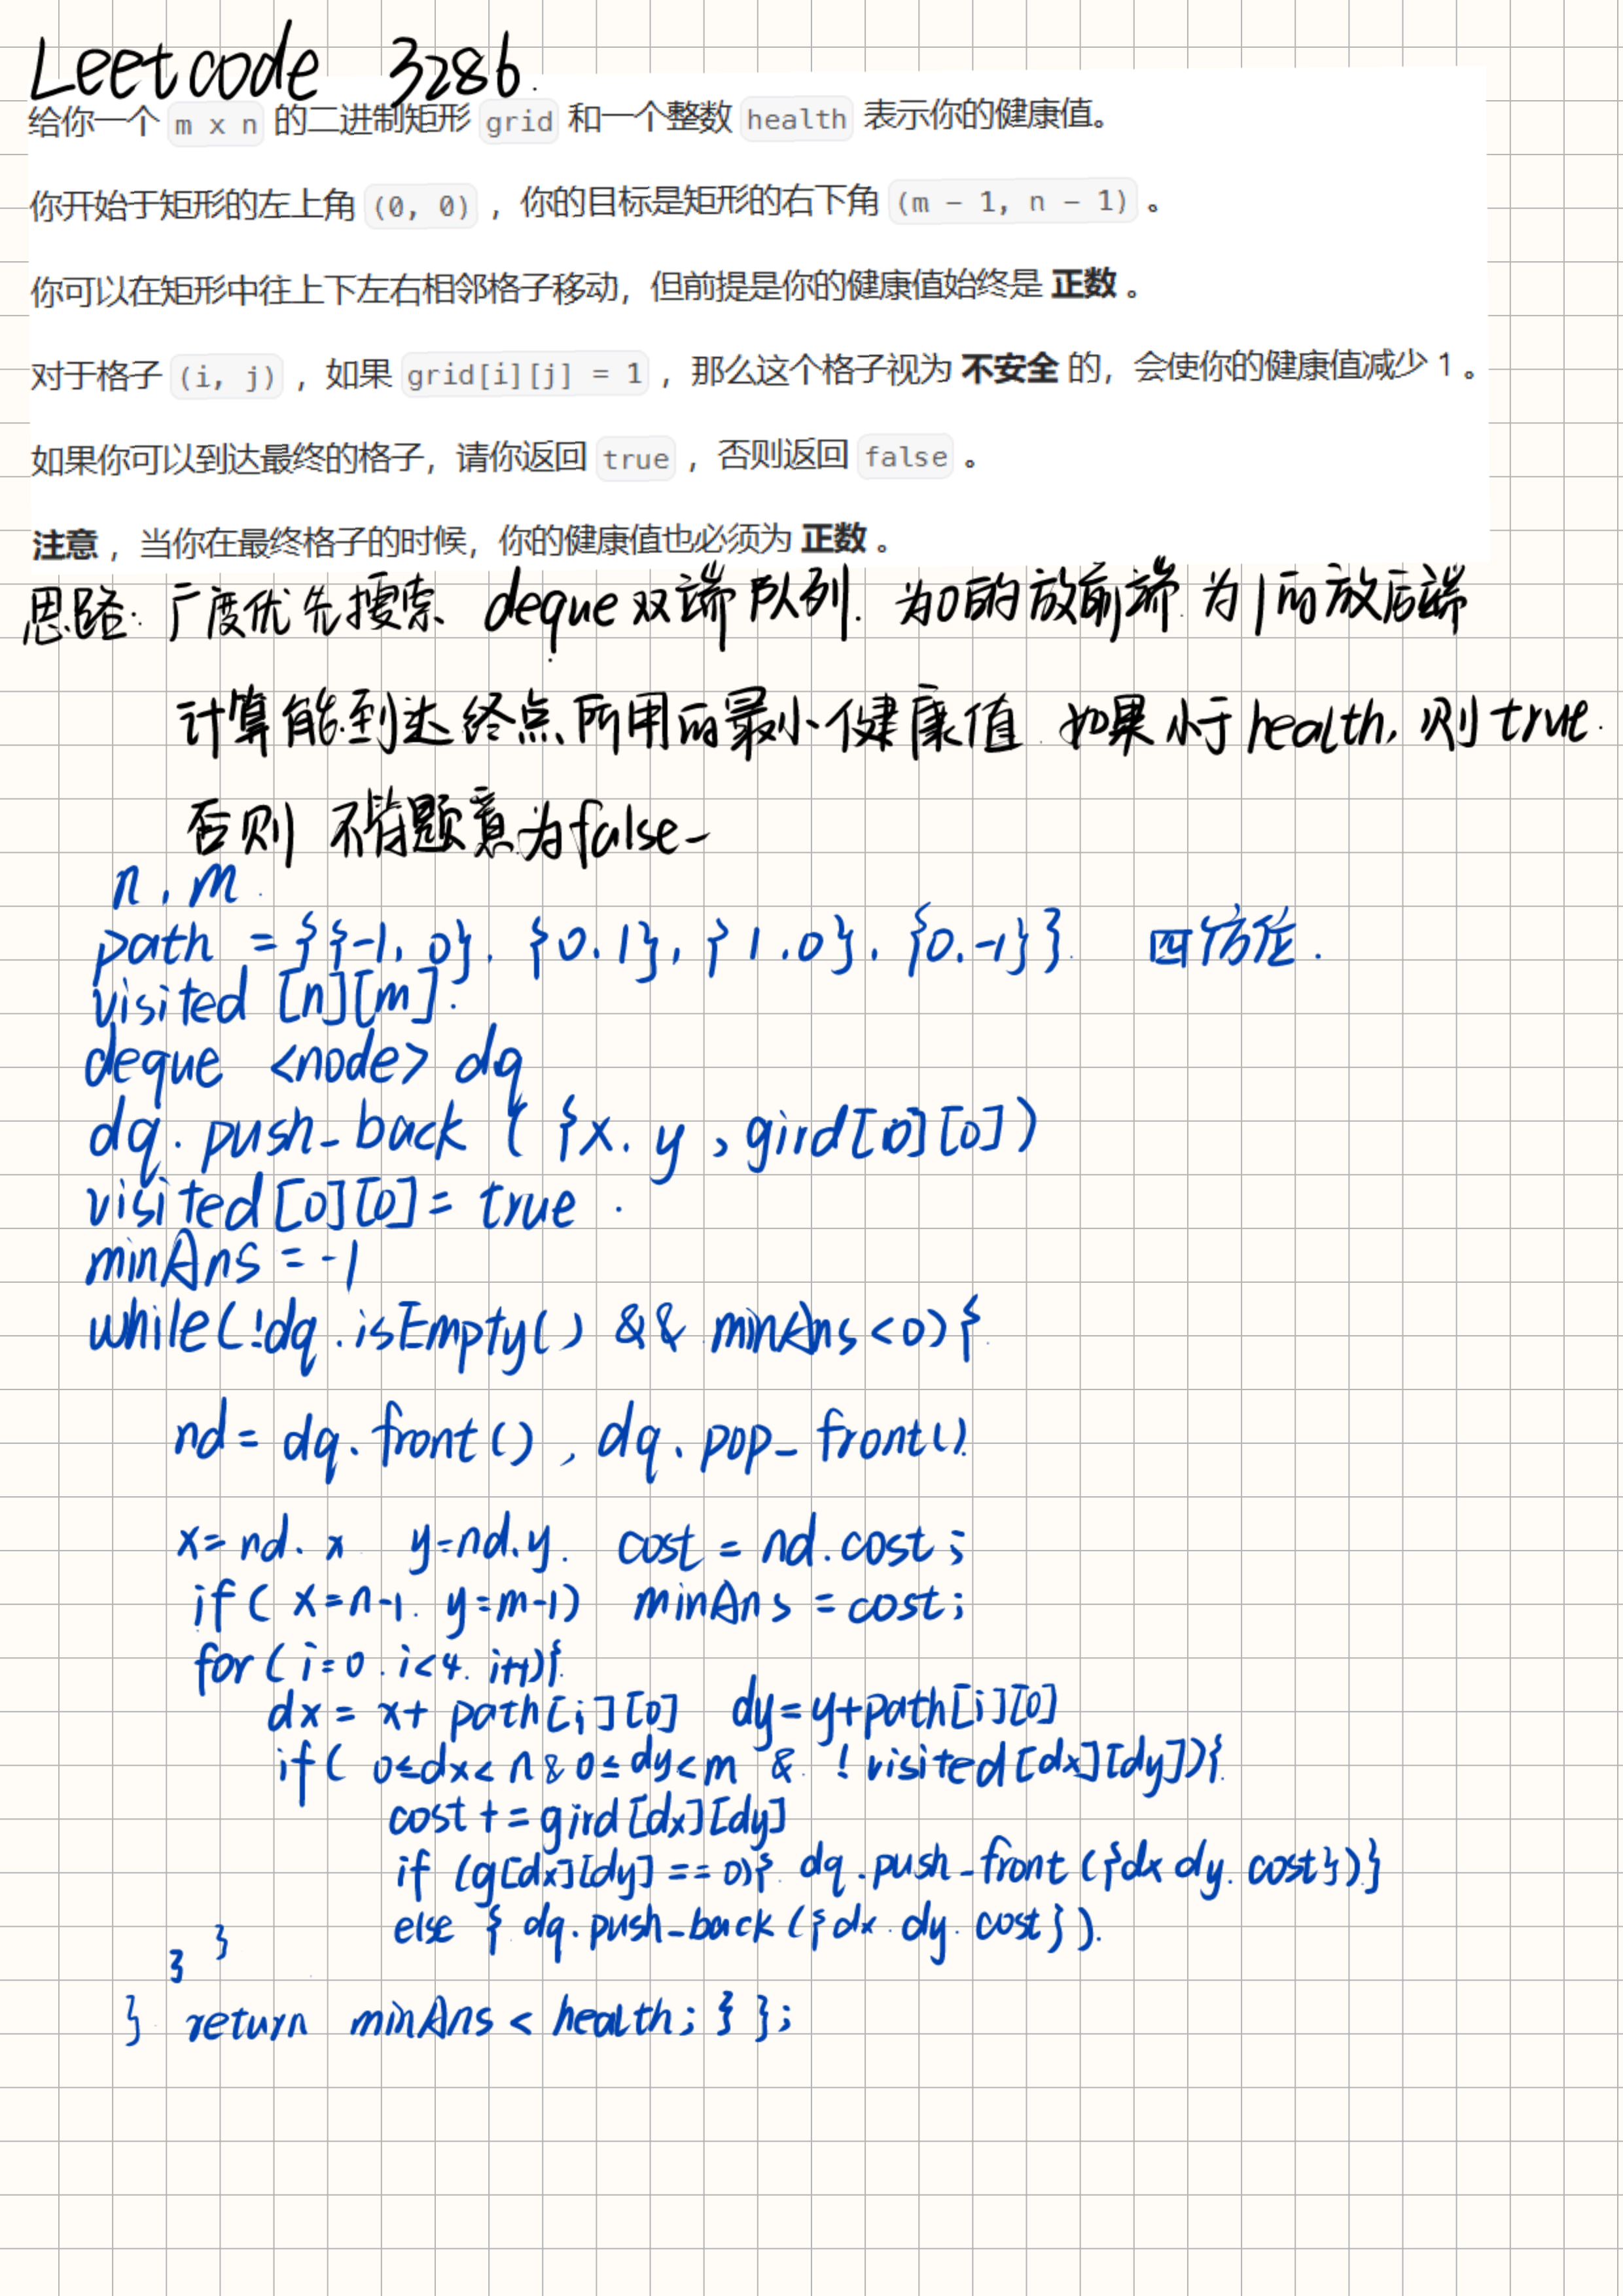 Leetcode 3286.
给你一个 m x n 的二进制矩形 grid 和一个整数 health 表示你的健康值。
你开始于矩形的左上角 (0, 0) ，你的目标是矩形的右下角 (m - 1, n - 1) 。
你可以在矩形中往上下左右相邻格子移动，但前提是你的健康值始终是 正数 。
对于格子 (i, j) ，如果 grid[i][j] = 1 ，那么这个格子视为 不安全 的，会使你的健康值减少 1 。
如果你可以到达最终的格子，请你返回 true ，否则返回 false 。
注意 ，当你在最终格子的时候，你的健康值也必须为 正数 。
思路: 广度优先搜索、deque双端队列. 为0的放前端 为1的放后端
计算能到达终点所用的最小健康值 如果小于health, 则true.
否则 不符题意为false
n , m
path = {{-1, 0}, {0.1}, {1.0}, {0.-1}} 四方位.
visited [n][m].
deque <node> dq
dq.push_back ( {x. y , gird[0][0])
visited[0][0] = true .
minAns = -1
while(!dq.isEmpty() && minAns < 0){
nd = dq.front() , dq.pop_front()
x= nd.x y=nd.y. cost = nd.cost ;
if( x=n-1. y=m-1) minAns = cost;
for( i=0 . i<4. i++){
dx = x+ path[i][0] dy=y+path[i][0]
if( 0≤dx< n & 0≤dy<m & ! visited[dx][dy]){
cost += gird[dx][dy]
if (g[dx][dy] == 0){ dq.push_front({dx dy. cost})}
else { dq.push_back({dx. dy. cost}).
}
}
} return minAns < health; } };